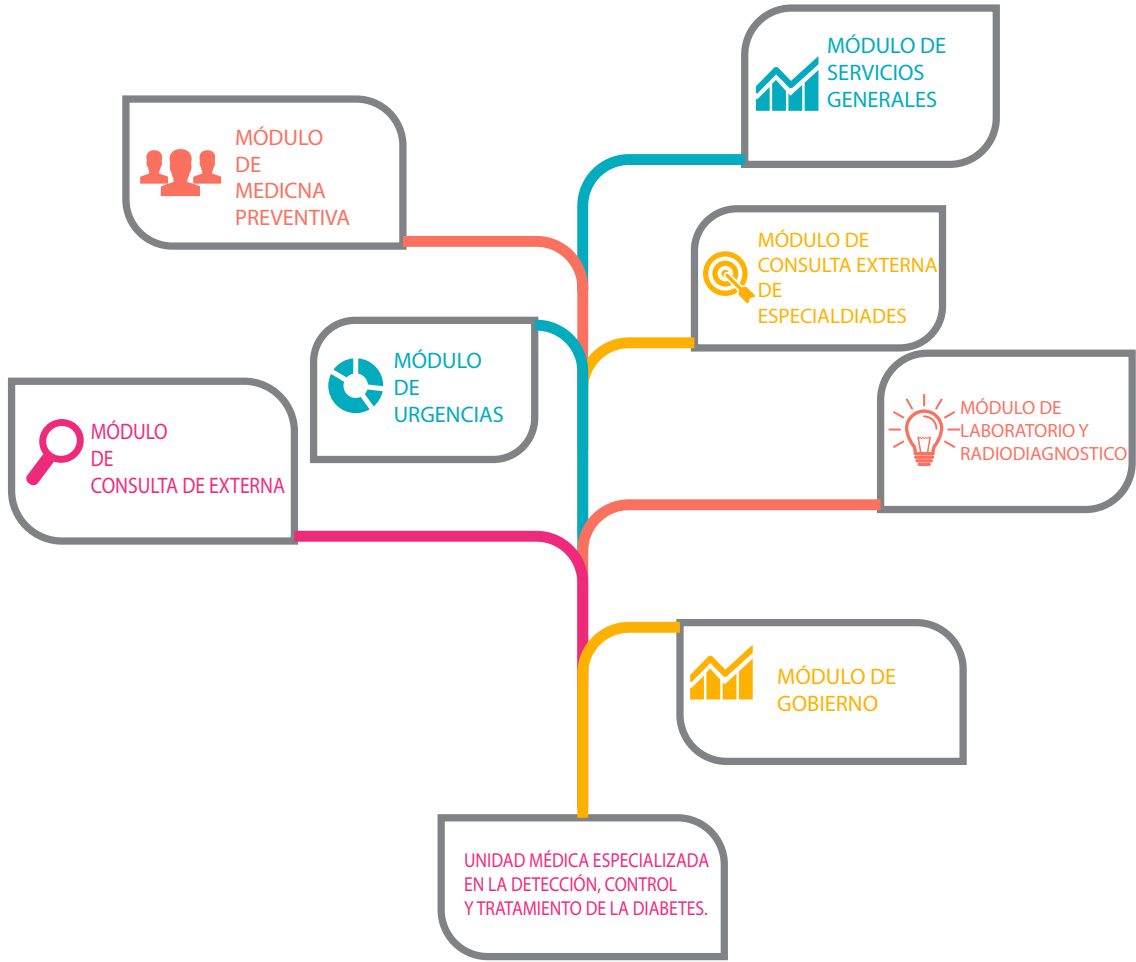 MÓDULO DE
SERVICIOS
GENERALES
MÓDULO
DE
MEDICNA
PREVENTIVA
MÓDULO DE
CONSULTA EXTERNA
DE
ESPECIALDIADES
MÓDULO
DE
URGENCIAS
MÓDULO
DE
CONSULTA DE EXTERNA
MÓDULO DE
LABORATORIO Y
RADIODIAGNOSTICO
MÓDULO DE
GOBIERNO
UNIDAD MÉDICA ESPECIALIZADA
EN LA DETECCIÓN, CONTROL
Y TRATAMIENTO DE LA DIABETES.